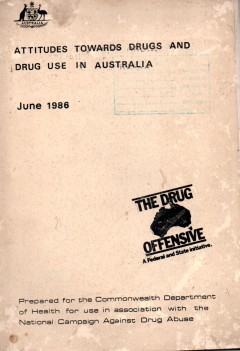 AUSTRALIA
ATTITUDES TOWARDS DRUGS AND
DRUG USE IN AUSTRALIA
June 1986
THE DRUG
OFFENSIVE
A Federal and State initiative.
Prepared for the Commonwealth Department
of Health for use in association with the
National Campaign Against Drug Abuse